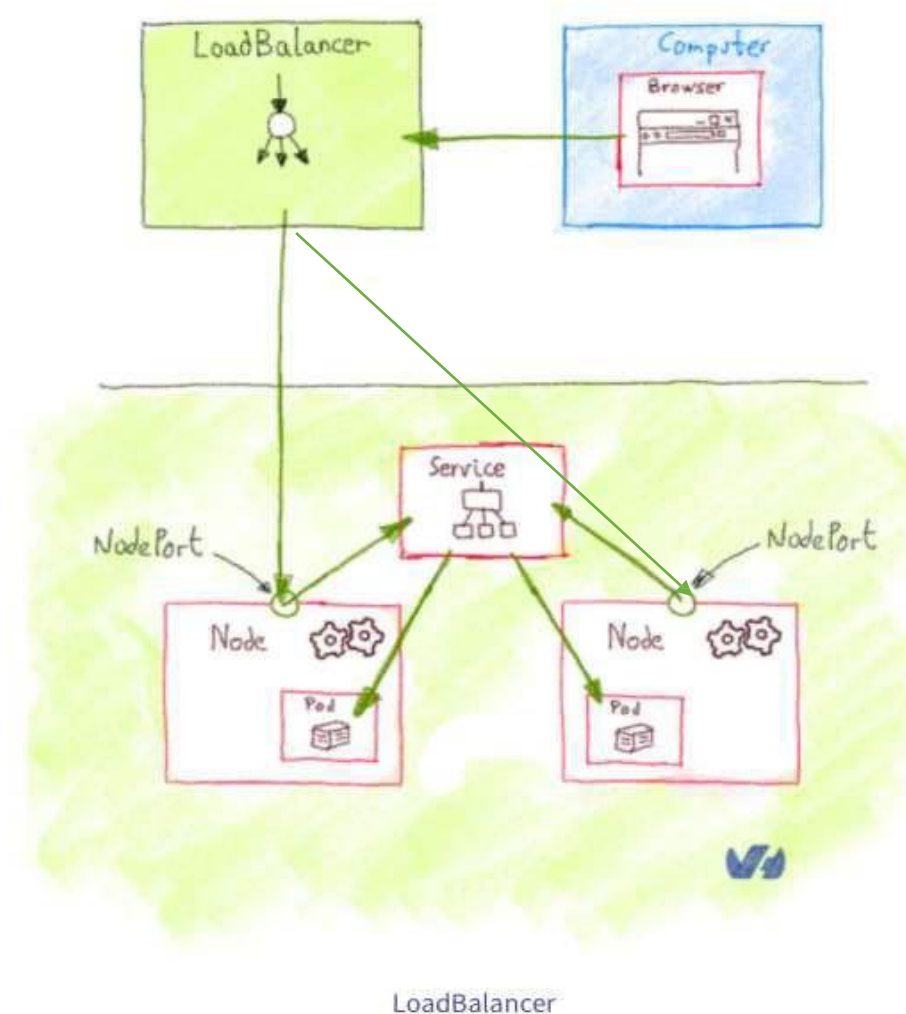 LoadBalancer
Computer
Browser
Service
NodePort
NodePort
Node
Node
Pod
Pod
LoadBalancer